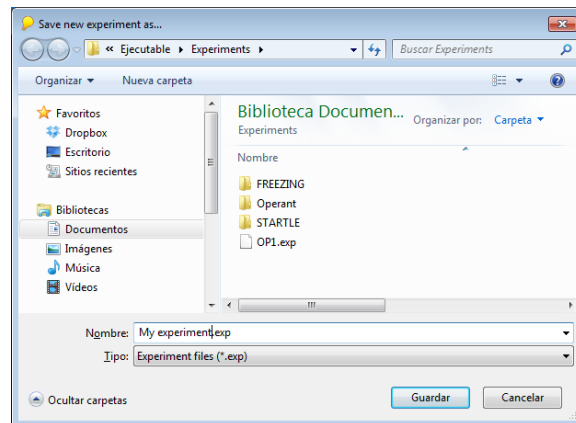 Save new experiment as...
« Ejecutable Experiments
Buscar Experiments
Organizar Nueva carpeta
Favoritos
Dropbox
Escritorio
Sitios recientes
Bibliotecas
Documentos
Imágenes
Música
Vídeos
Biblioteca Documen...
Experiments
Organizar por: Carpeta
Nombre
FREEZING
Operant
STARTLE
OP1.exp
Nombre: My experiment.exp
Tipo: Experiment files (*.exp)
Ocultar carpetas
Guardar
Cancelar